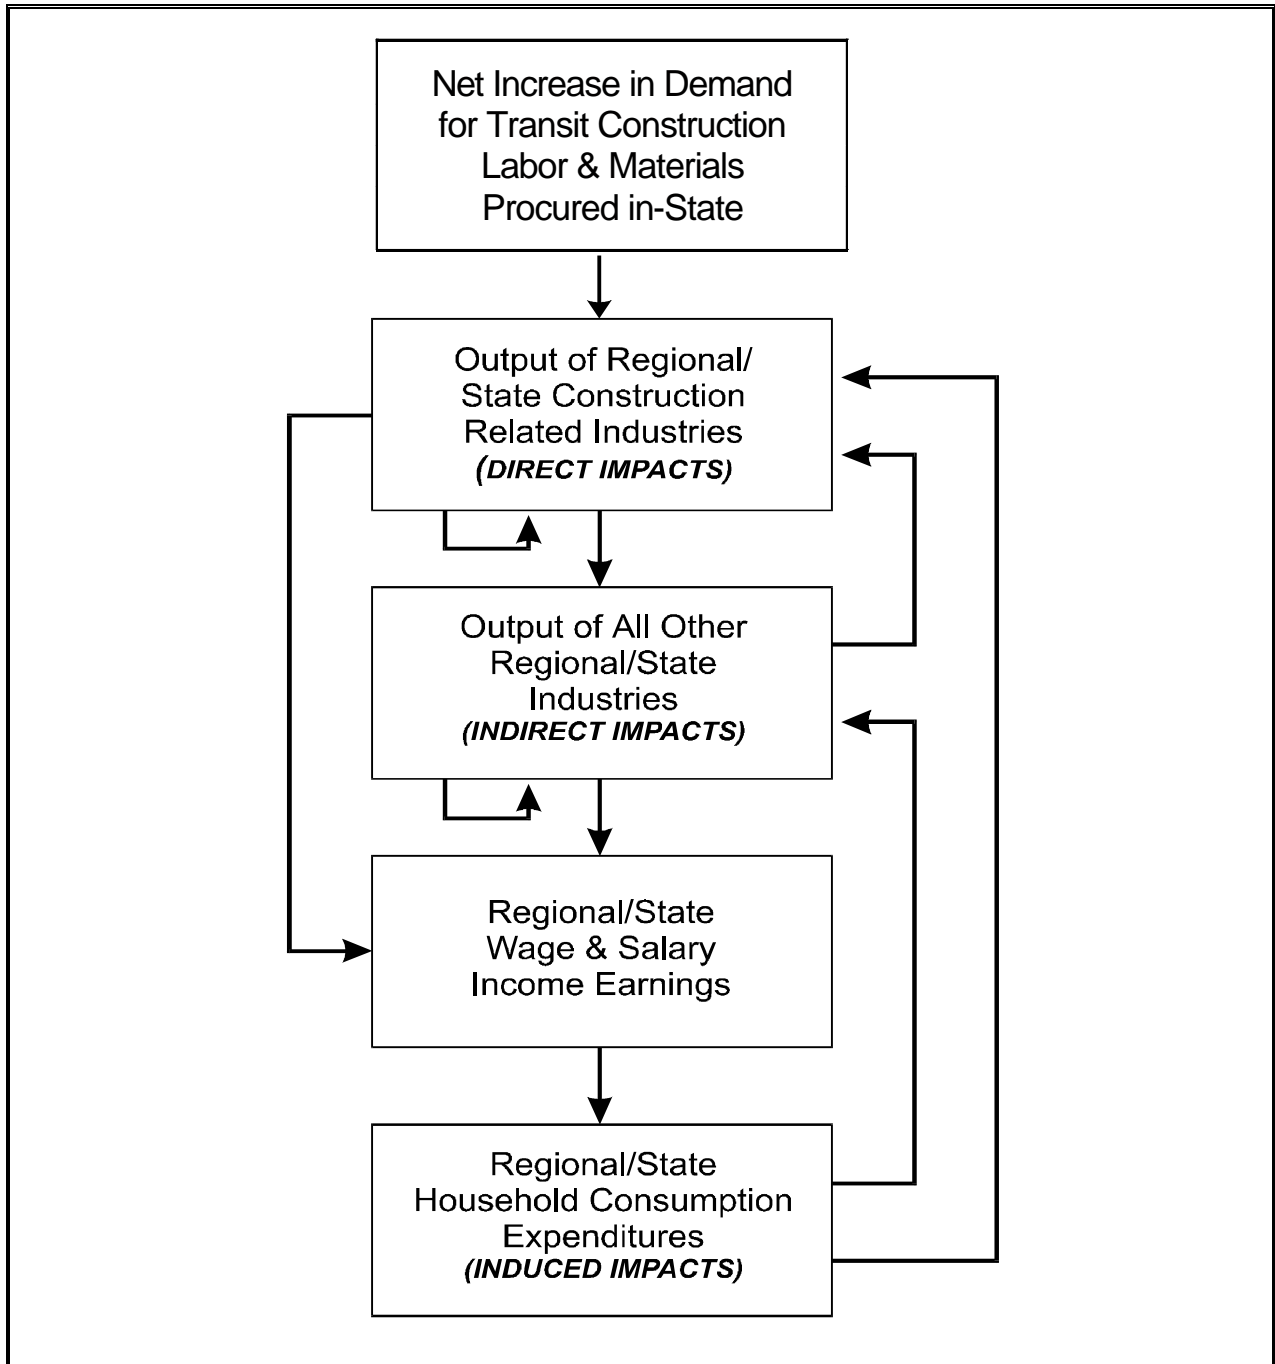 Net Increase in Demand
for Transit Construction
Labor & Materials
Procured in-State
Output of Regional/
State Construction
Related Industries
(DIRECT IMPACTS)
Output of All Other
Regional/State
Industries
(INDIRECT IMPACTS)
Regional/State
Wage & Salary
Income Earnings
Regional/State
Household Consumption
Expenditures
(INDUCED IMPACTS)